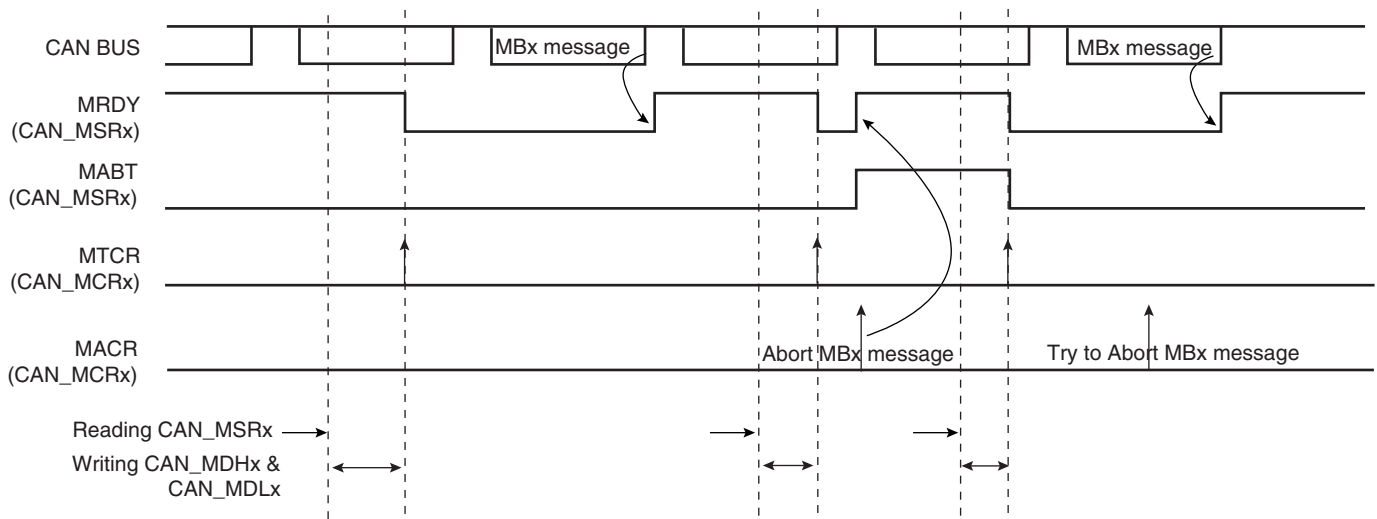 CAN BUS
MBx message
MBx message
MRDY
(CAN_MSRx)
MABT
(CAN_MSRx)
MTCR
(CAN_MCRx)
MACR
(CAN_MCRx)
Abort MBx message
Try to Abort MBx message
Reading CAN_MSRx
Writing CAN_MDHx &
CAN_MDLx